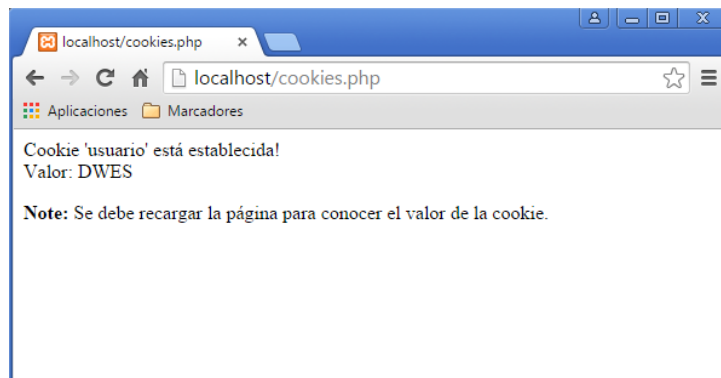 localhost/cookies.php
localhost/cookies.php
Aplicaciones Marcadores
Cookie 'usuario' está establecida!
Valor: DWES
Note: Se debe recargar la página para conocer el valor de la cookie.